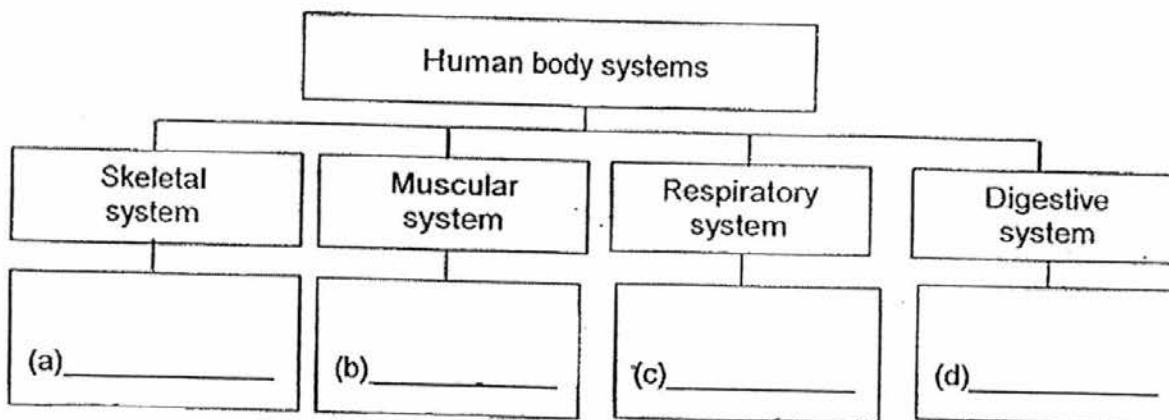 Human body systems
Skeletal
system
Muscular
system
Respiratory
system
Digestive
system
(a)
(b)
(c)
(d)